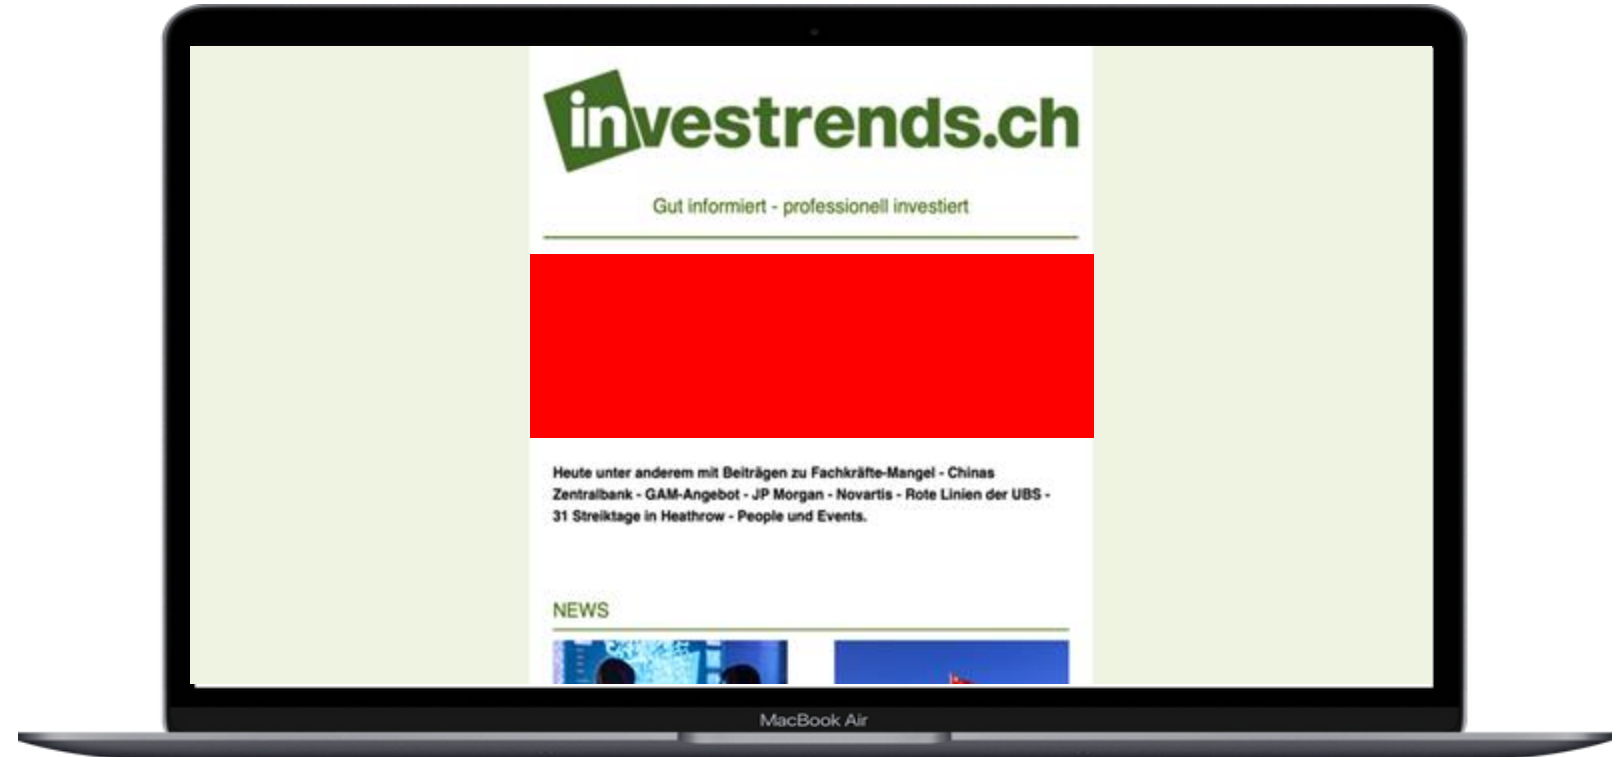 investrends.ch
Gut informiert - professionell investiert
Heute unter anderem mit Beiträgen zu Fachkräfte-Mangel - Chinas
Zentralbank - GAM-Angebot - JP Morgan - Novartis - Rote Linien der UBS -
31 Streiktage in Heathrow - People und Events.
NEWS
MacBook Air